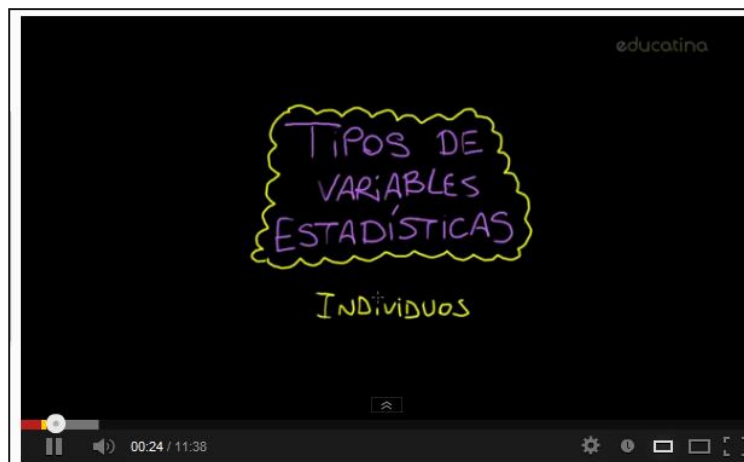 educatina
TiPOS DE
VARiABLES
ESTADÍSTiCAS
INDiViDUOS
00:24 / 11:38